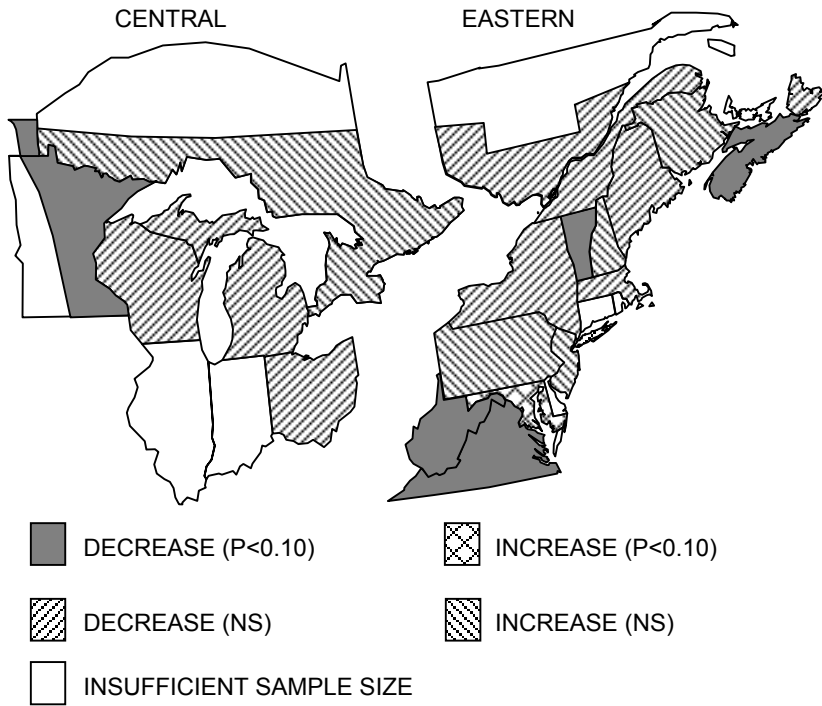 CENTRAL
EASTERN
DECREASE (P<0.10)
INCREASE (P<0.10)
DECREASE (NS)
INCREASE (NS)
INSUFFICIENT SAMPLE SIZE